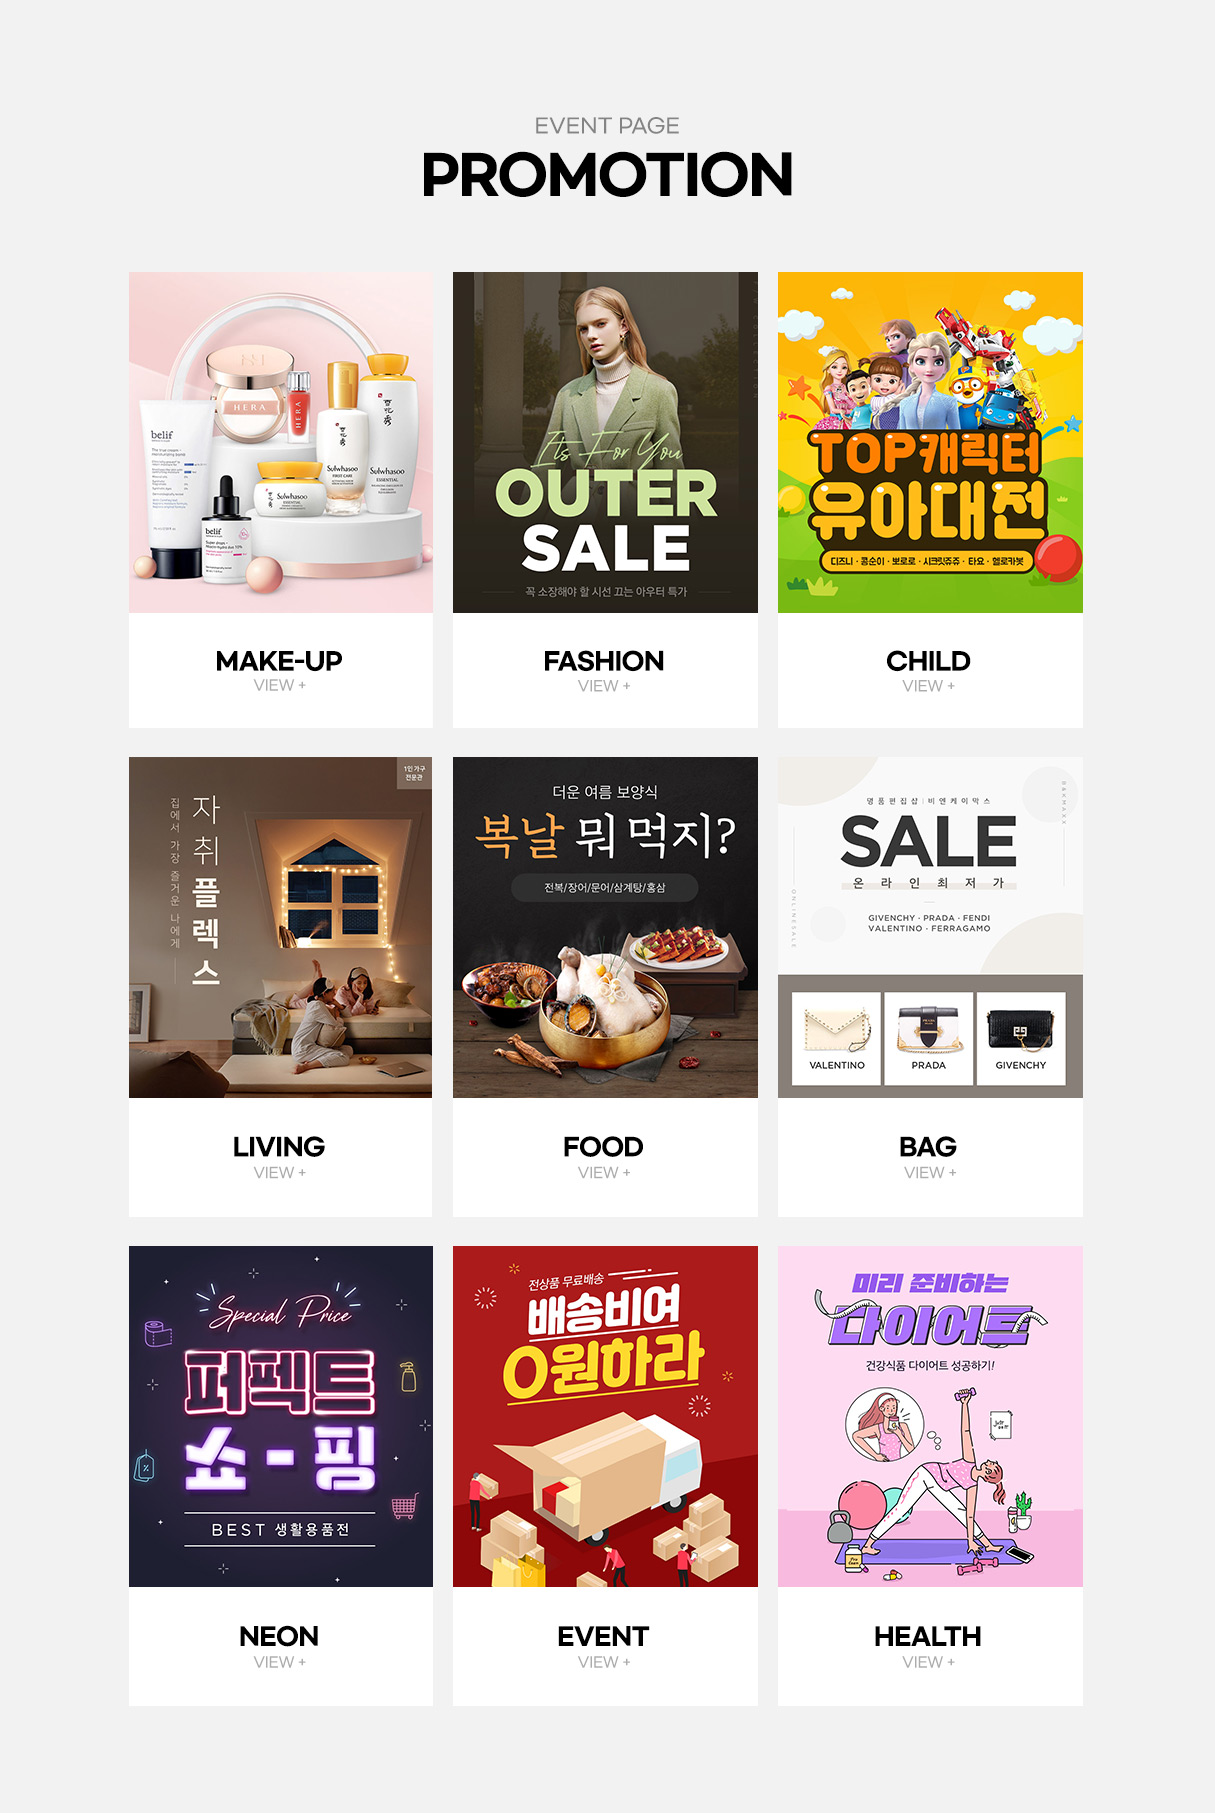 EVENT PAGE
PROMOTION
belif
HERA
HERA
Sulwhasoo
FIRST CARE
Sulwhasoo
ESSENTIAL
Sulwhasoo
ESSENTIAL
belif
It's For You
OUTER
SALE
꼭 소장해야 할 시선 끄는 아우터 특가
TOP캐릭터
유아대전
디즈니 · 콩순이 · 뽀로로 · 시크릿쥬쥬 · 타요 · 헬로카봇
MAKE-UP
VIEW +
FASHION
VIEW +
CHILD
VIEW +
1인 가구
전문관
자취플렉스
집에서 가장 즐거운 나에게
더운 여름 보양식
복날 뭐 먹지?
전복/장어/문어/삼계탕/홍삼
명품편집샵 | 비엔케이막스
SALE
온라인최저가
GIVENCHY · PRADA · FENDI
VALENTINO · FERRAGAMO
B&KMAXX
ONLINESALE
VALENTINO
PRADA
GIVENCHY
LIVING
VIEW +
FOOD
VIEW +
BAG
VIEW +
Special Price
퍼펙트
쇼-핑
BEST 생활용품전
전상품 무료배송
배송비여
0원하라
미리 준비하는
다이어트
건강식품 다이어트 성공하기!
NEON
VIEW +
EVENT
VIEW +
HEALTH
VIEW +